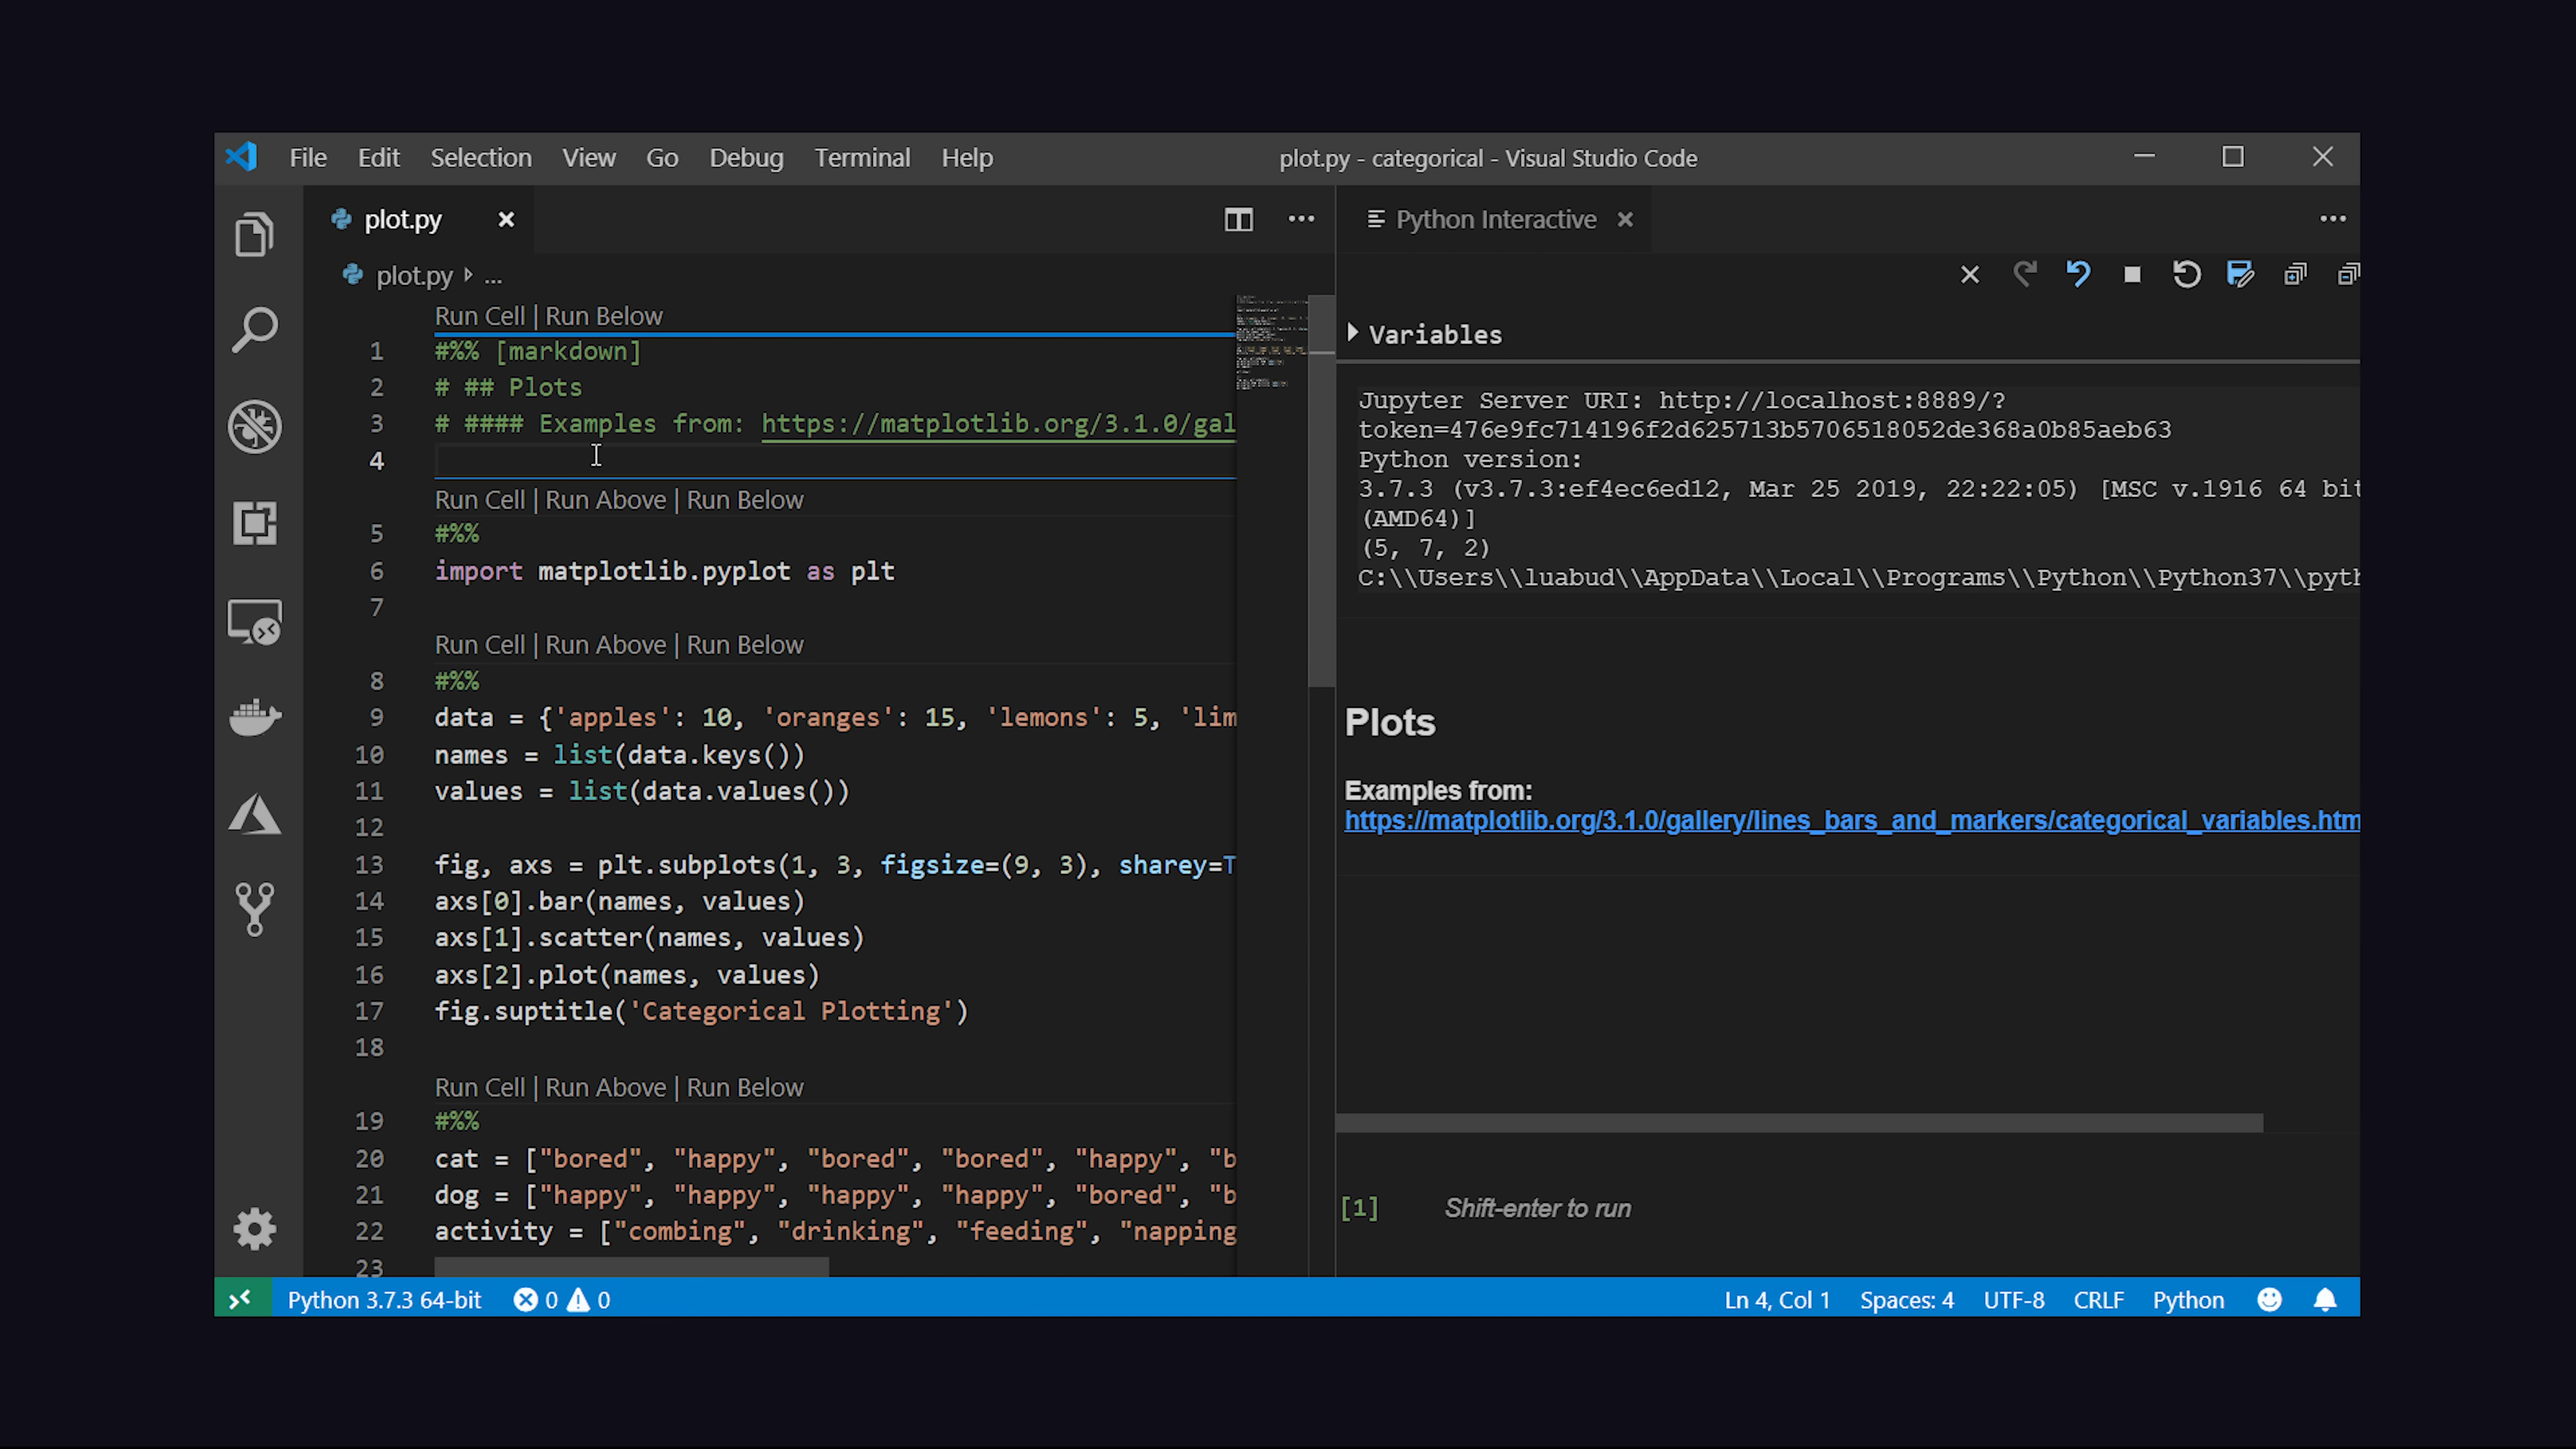 File Edit Selection View Go Debug Terminal Help
plot.py - categorical - Visual Studio Code
plot.py
plot.py ...
Run Cell | Run Below
1 #%% [markdown]
2 # ## Plots
3 # #### Examples from: https://matplotlib.org/3.1.0/gal
4
Run Cell | Run Above | Run Below
5 #%%
6 import matplotlib.pyplot as plt
7
Run Cell | Run Above | Run Below
8 #%%
9 data = {'apples': 10, 'oranges': 15, 'lemons': 5, 'lim
10 names = list(data.keys())
11 values = list(data.values())
12
13 fig, axs = plt.subplots(1, 3, figsize=(9, 3), sharey=T
14 axs[0].bar(names, values)
15 axs[1].scatter(names, values)
16 axs[2].plot(names, values)
17 fig.suptitle('Categorical Plotting')
18
Run Cell | Run Above | Run Below
19 #%%
20 cat = ["bored", "happy", "bored", "bored", "happy", "b
21 dog = ["happy", "happy", "happy", "happy", "bored", "b
22 activity = ["combing", "drinking", "feeding", "napping
23
Python Interactive
Variables
Jupyter Server URI: http://localhost:8889/?
token=476e9fc714196f2d625713b5706518052de368a0b85aeb63
Python version:
3.7.3 (v3.7.3:ef4ec6ed12, Mar 25 2019, 22:22:05) [MSC v.1916 64 bit
(AMD64)]
(5, 7, 2)
C:\\Users\\luabud\\AppData\\Local\\Programs\\Python\\Python37\\pyth
Plots
Examples from:
https://matplotlib.org/3.1.0/gallery/lines_bars_and_markers/categorical_variables.htm
[1] Shift-enter to run
Python 3.7.3 64-bit 0 0
Ln 4, Col 1 Spaces: 4 UTF-8 CRLF Python